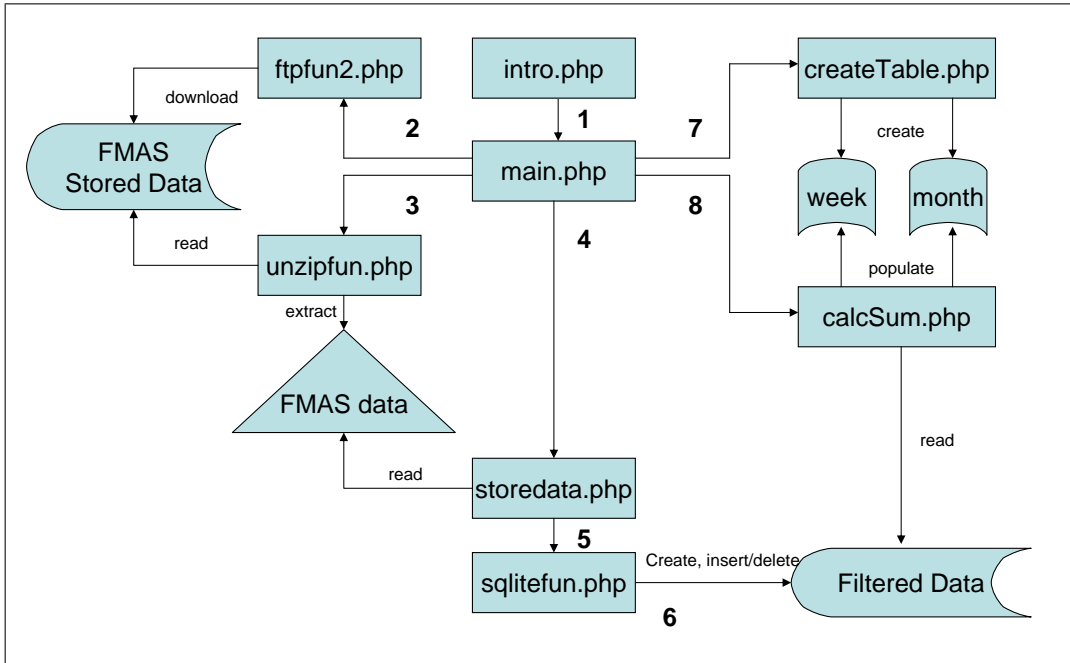 ftpfun2.php
intro.php
createTable.php
download
2
1
7
create
FMAS
Stored Data
main.php
week
month
3
8
4
read
unzipfun.php
populate
extract
calcSum.php
FMAS data
read
read
storedata.php
5
Create, insert/delete
sqlitefun.php
Filtered Data
6